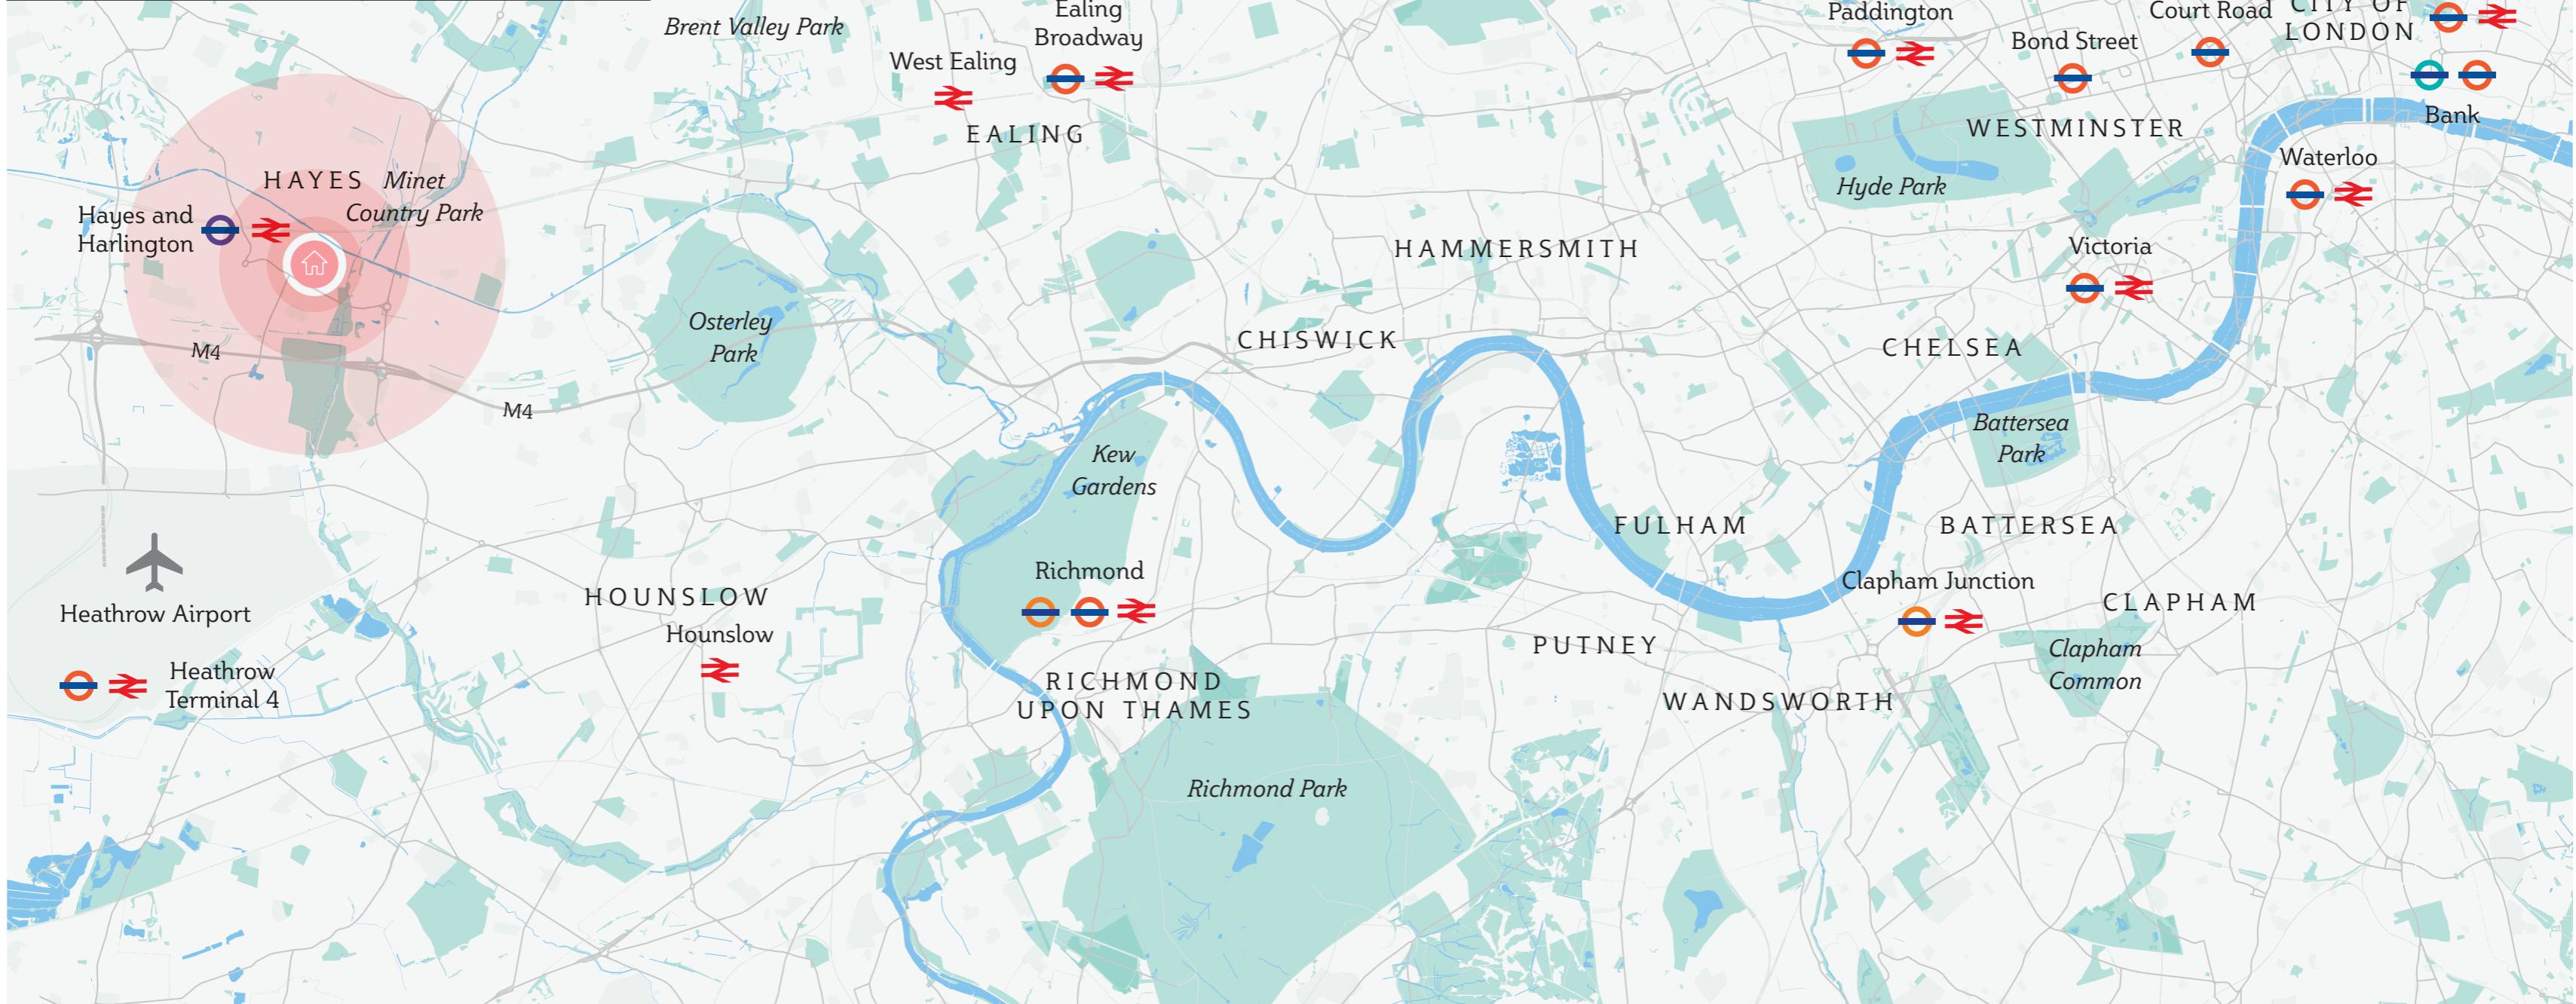 Brent Valley Park
Ealing
Broadway
West Ealing
EALING
Paddington
Bond Street
Court Road
CITY OF
LONDON
Bank
WESTMINSTER
Hyde Park
Waterloo
Victoria
HAYES
Minet
Country Park
Hayes and
Harlington
M4
M4
Osterley
Park
HAMMERSMITH
CHISWICK
CHELSEA
Battersea
Park
Kew
Gardens
FULHAM
BATTERSEA
Richmond
Clapham Junction
CLAPHAM
Clapham
Common
HOUNSLOW
Hounslow
Heathrow Airport
Heathrow
Terminal 4
PUTNEY
WANDSWORTH
RICHMOND
UPON THAMES
Richmond Park